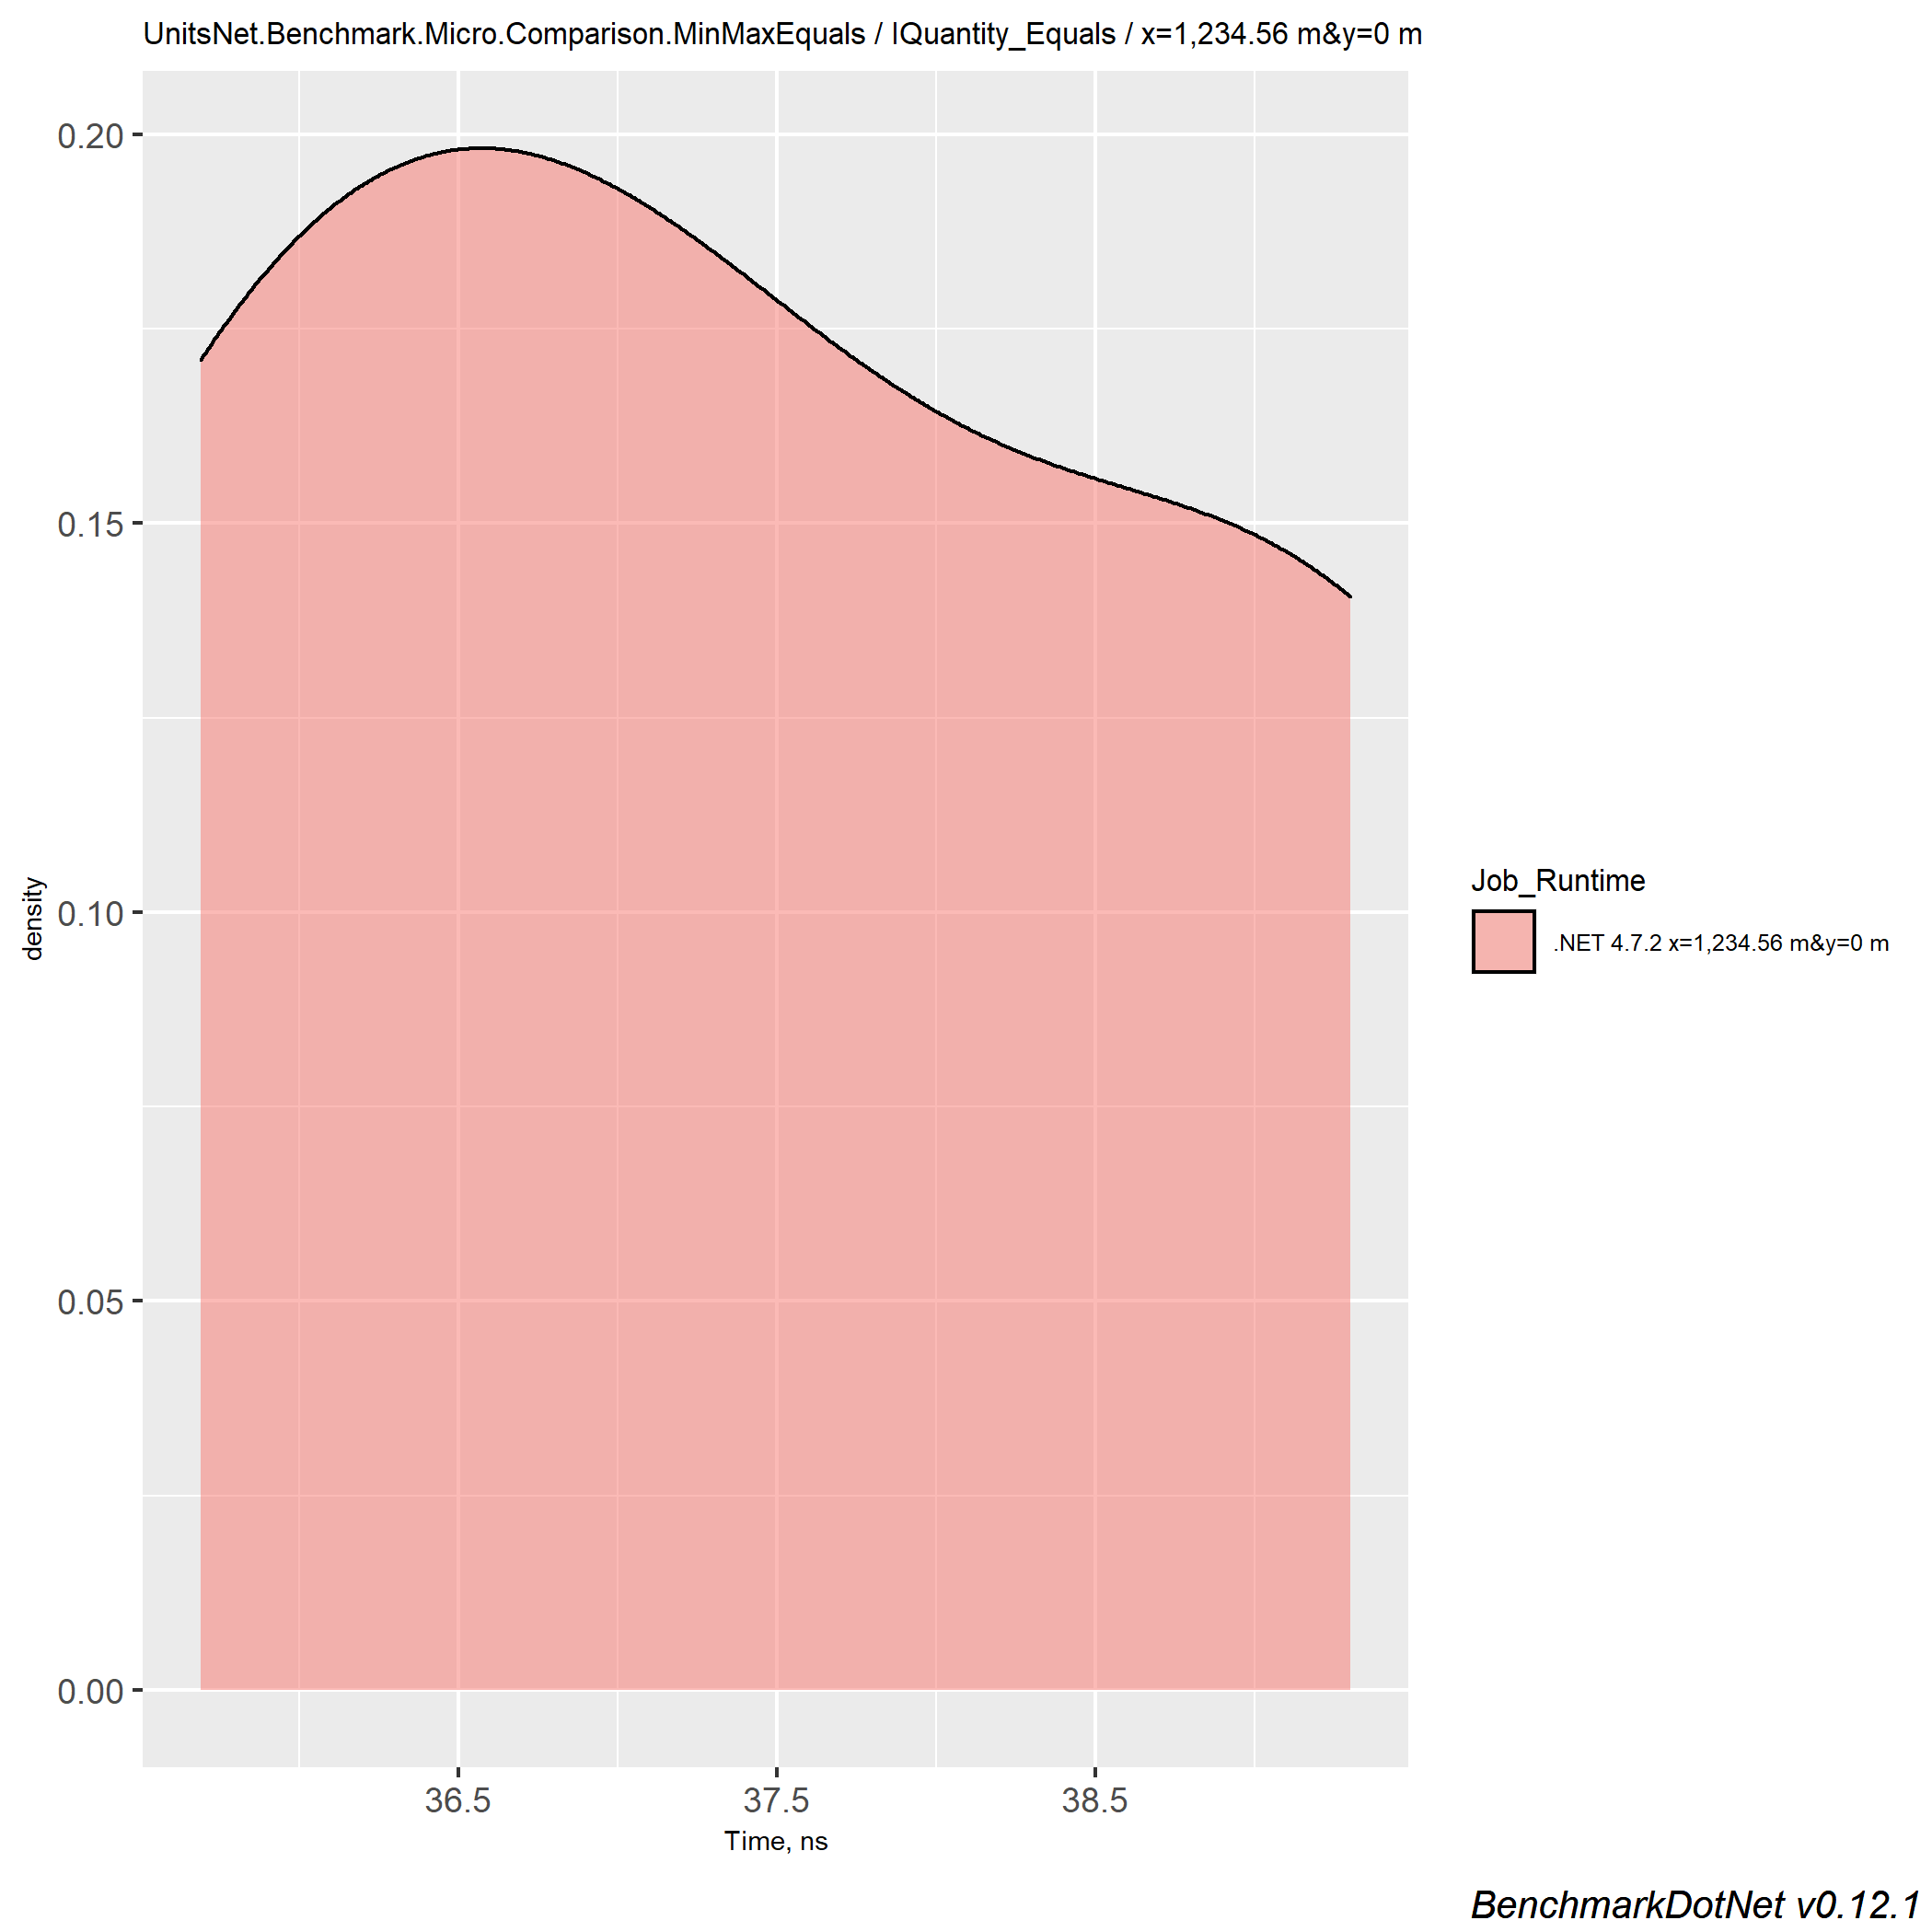 UnitsNet.Benchmark.Micro.Comparison.MinMaxEquals / IQuantity_Equals / x=1,234.56 m&y=0 m
0.20
0.15
0.10
0.05
0.00
density
36.5 37.5 38.5
Time, ns
Job_Runtime
.NET 4.7.2 x=1,234.56 m&y=0 m
BenchmarkDotNet v0.12.1